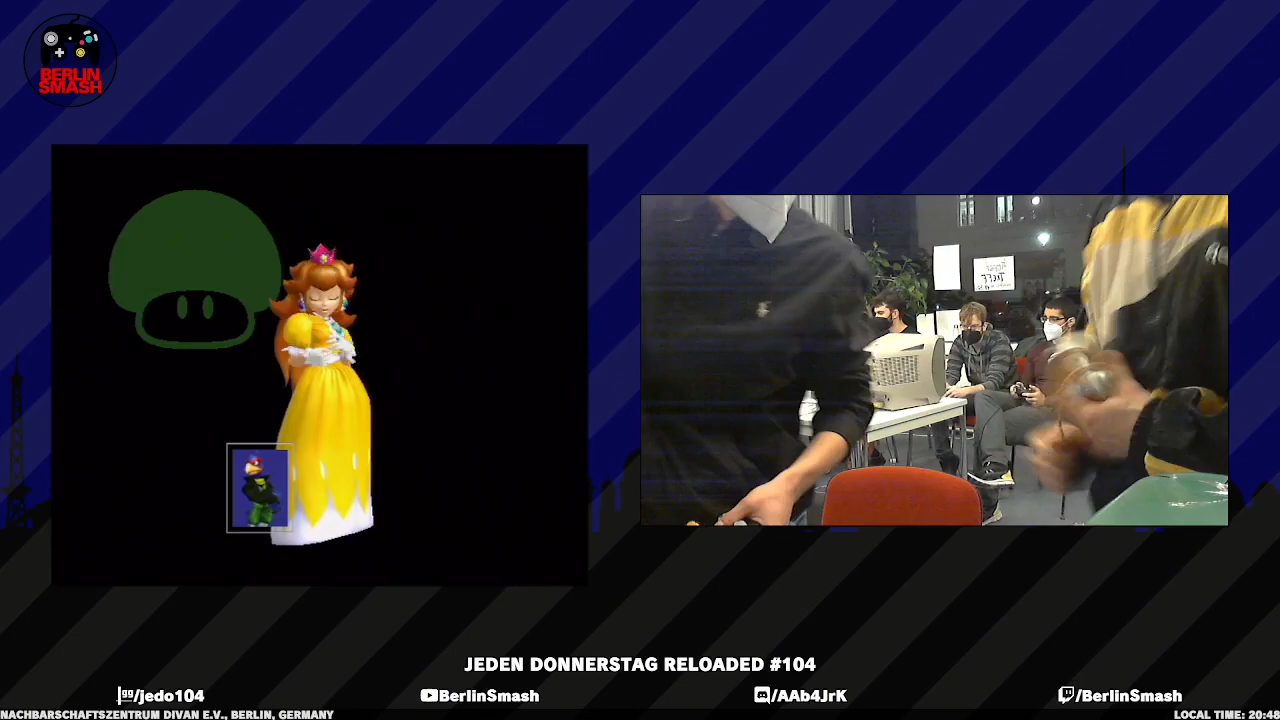 BERLIN
SMASH
JEDEN DONNERSTAG RELOADED #104
/jedo104
BerlinSmash
/AAb4JrK
/BerlinSmash
NACHBARSCHAFTSZENTRUM DIVAN E.V., BERLIN, GERMANY
LOCAL TIME: 20:48